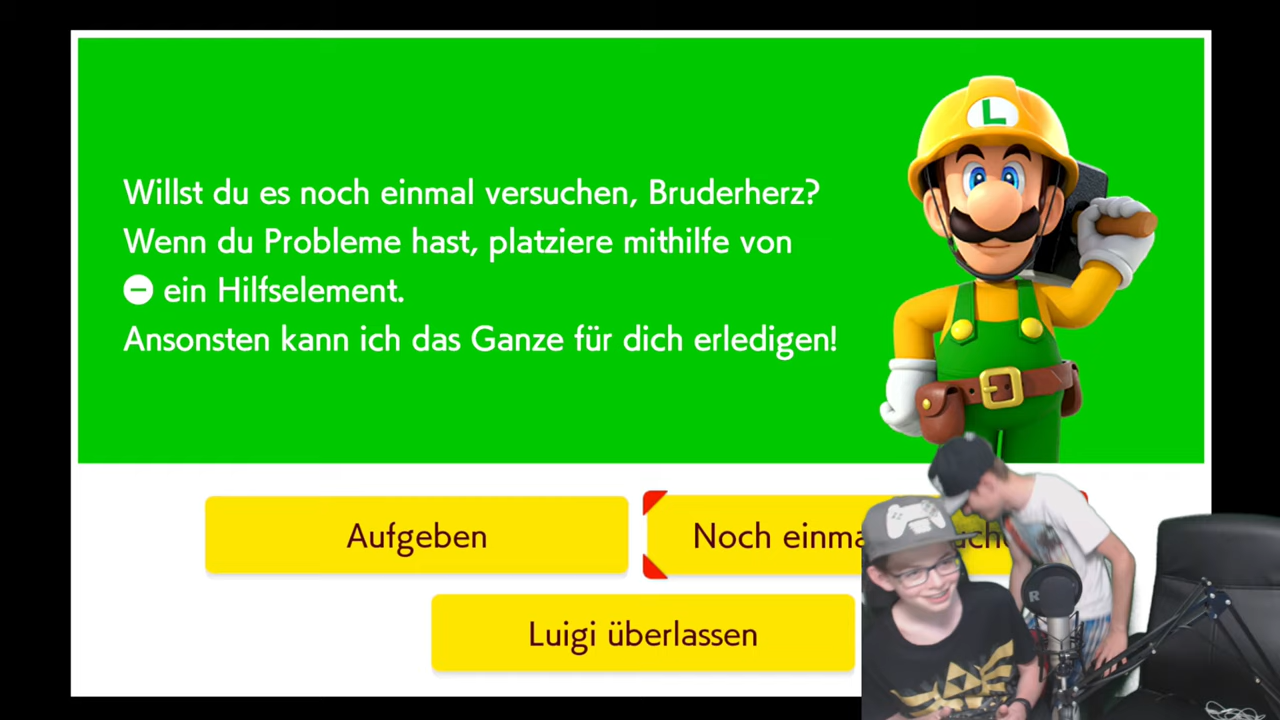 L
Willst du es noch einmal versuchen, Bruderherz?
Wenn du Probleme hast, platziere mithilfe von
ein Hilfselement.
Ansonsten kann ich das Ganze für dich erledigen!
Aufgeben
Noch
Luigi überlassen
R